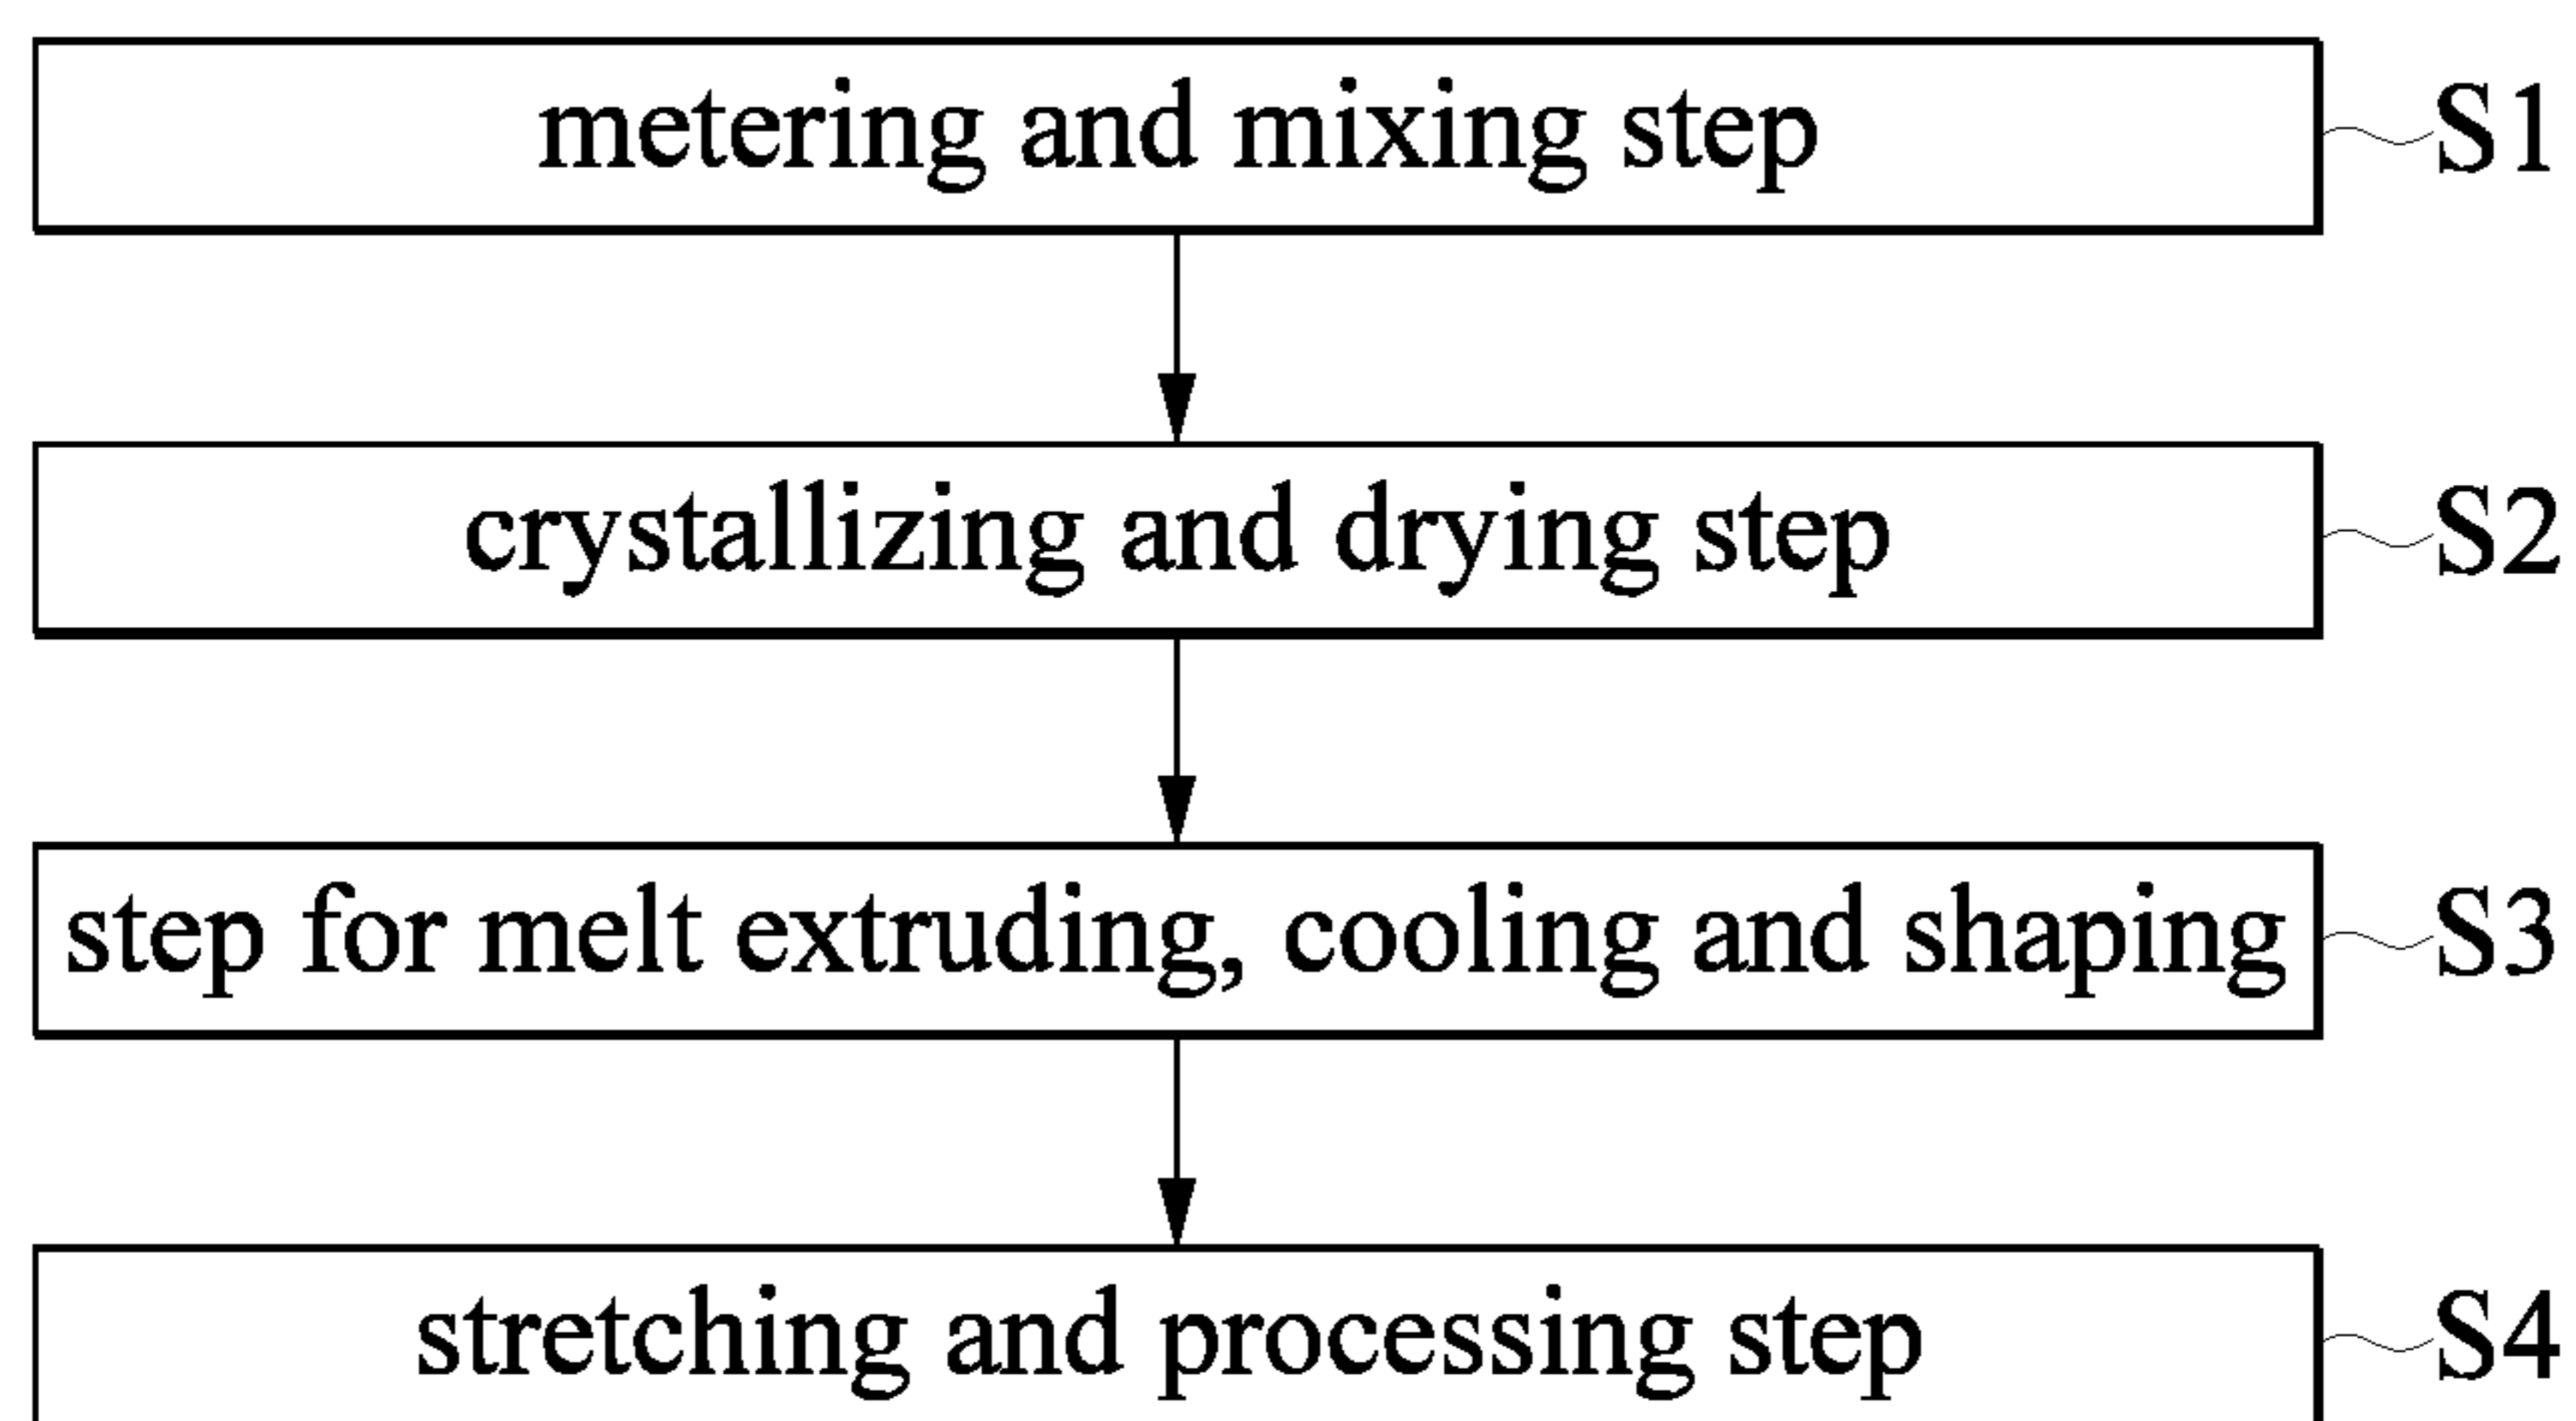 metering and mixing step S1
crystallizing and drying step S2
step for melt extruding, cooling and shaping S3
stretching and processing step S4